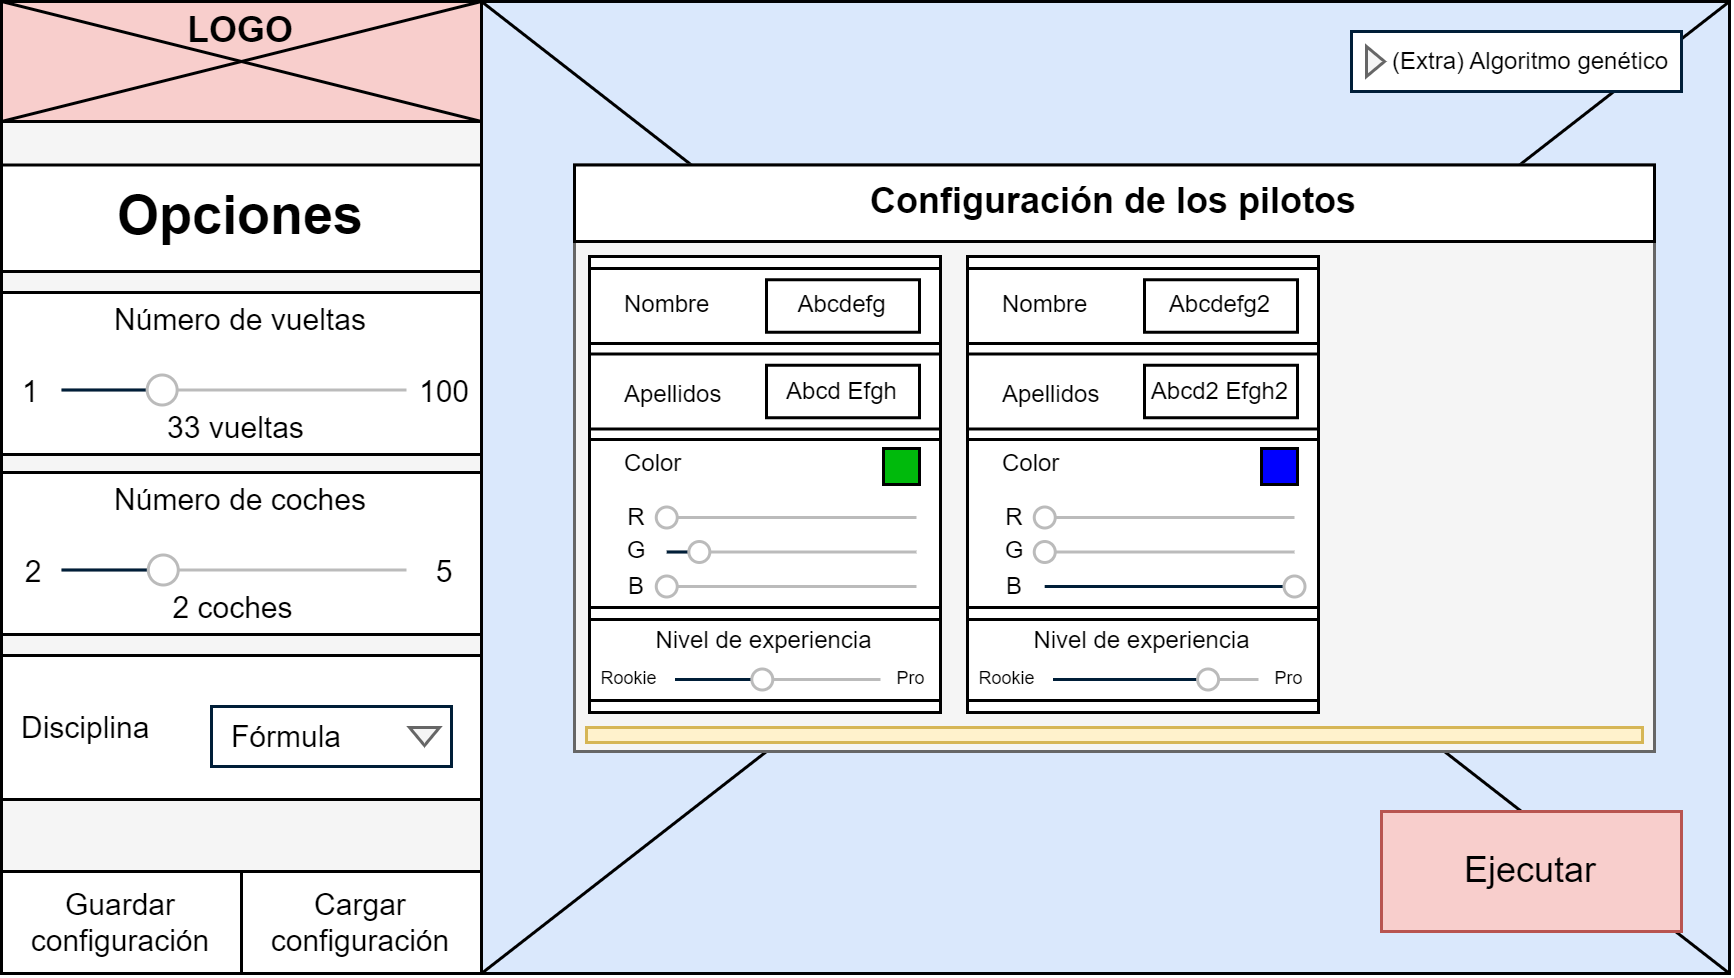 LOGO
Opciones
Número de vueltas
1 100
33 vueltas
Número de coches
2 5
2 coches
Disciplina Fórmula
Guardar
configuración
Cargar
configuración
(Extra) Algoritmo genético
Configuración de los pilotos
Nombre Abcdefg
Apellidos Abcd Efgh
Color
R
G
B
Nivel de experiencia
Rookie Pro
Nombre Abcdefg2
Apellidos Abcd2 Efgh2
Color
R
G
B
Nivel de experiencia
Rookie Pro
Ejecutar